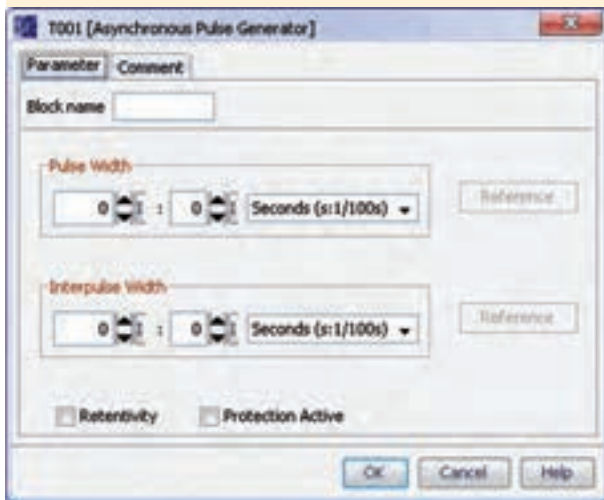 T001 [Asynchronous Pulse Generator]
Parameter Comment
Block name
Pulse Width
0 : 0 Seconds (s:1/100s) Reference
Interpulse Width
0 : 0 Seconds (s:1/100s) Reference
Retentivity Protection Active
OK Cancel Help